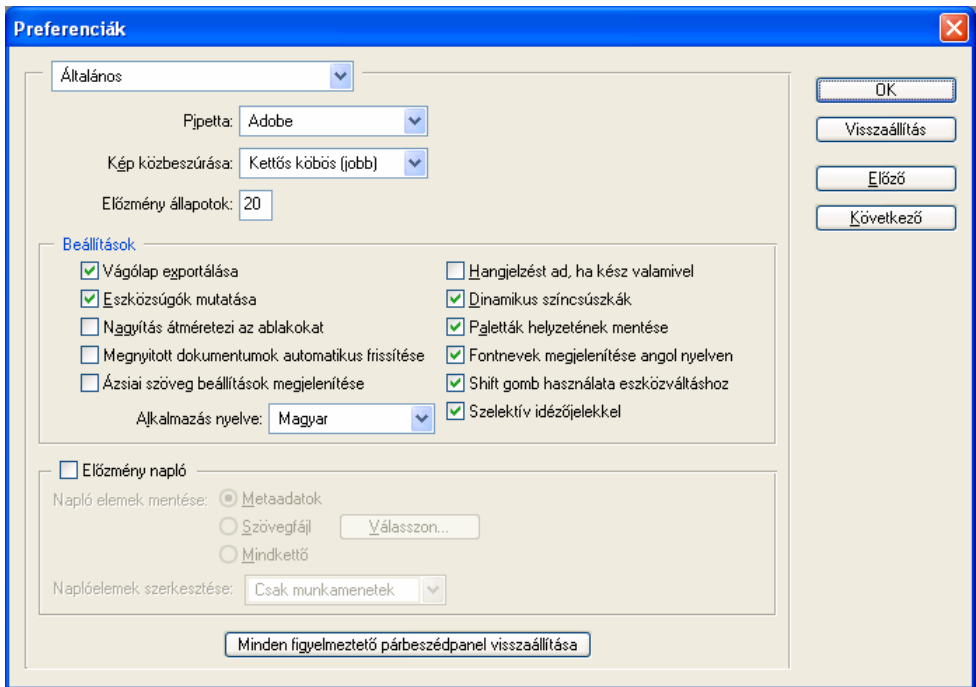 Preferenciák
Általános
OK
Pipetta: Adobe
Visszaállítás
Kép közbeszúrása: Kettős köbös (jobb)
Előző
Előzmény állapotok: 20
Következő
Beállítások
Vágólap exportálása
Hangjelzést ad, ha kész valamivel
Eszközsúgók mutatása
Dinamikus színcsúszkák
Nagyítás átméretezi az ablakokat
Paletták helyzetének mentése
Megnyitott dokumentumok automatikus frissítése
Fontnevek megjelenítése angol nyelven
Ázsiai szöveg beállítások megjelenítése
Shift gomb használata eszközváltáshoz
Alkalmazás nyelve: Magyar
Szelektív idézőjelekkel
Előzmény napló
Napló elemek mentése: Metaadatok
Szövegfájl Válasszon...
Mindkettő
Naplóelemek szerkesztése: Csak munkamenetek
Minden figyelmeztető párbeszédpanel visszaállítása